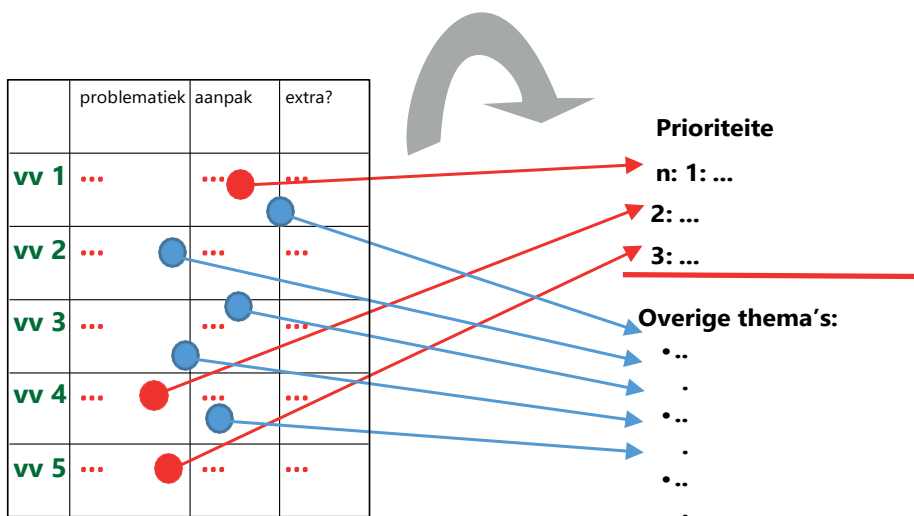 problematiek aanpak extra?
vv 1 ... ... ...
vv 2 ... ... ...
vv 3 ... ... ...
vv 4 ... ... ...
vv 5 ... ... ...
Prioriteite
n: 1: ...
2: ...
3: ...
Overige thema's:
•..
.
•..
.
•..
.